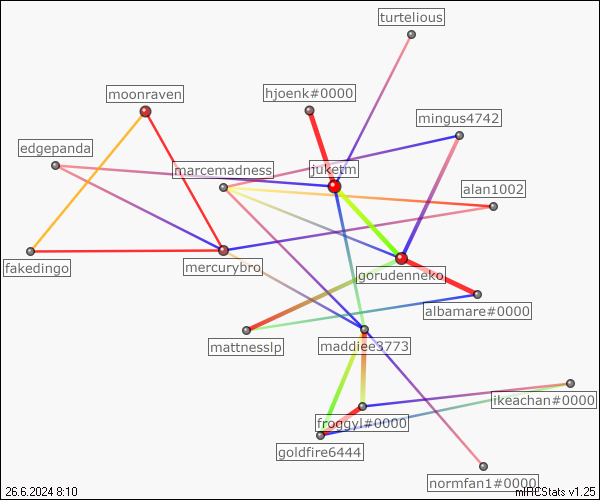 turtelious
moonraven
hjoenk#0000
mingus4742
edgepanda
marcemadness
juketm
alan1002
fakedingo
mercurybro
gorudenneko
albamare#0000
mattnesslp
maddiee3773
ikeachan#0000
froggyl#0000
goldfire6444
normfan1#0000
26.6.2024 8:10
mIRCStats v1.25